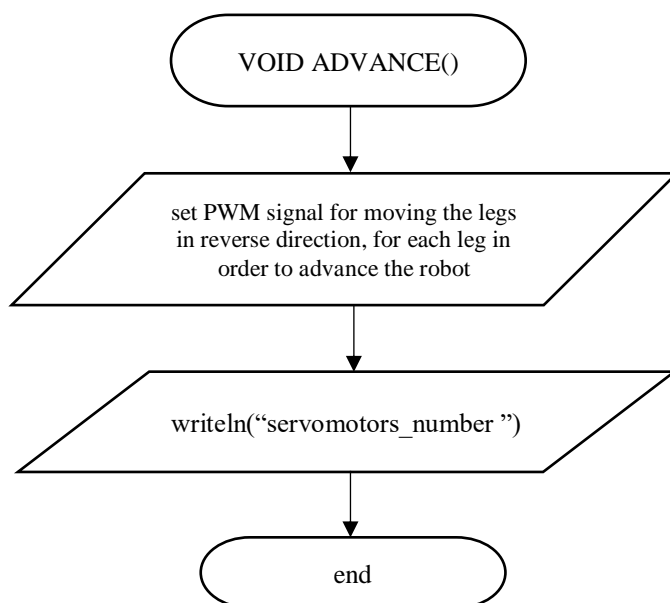 VOID ADVANCE()
set PWM signal for moving the legs
in reverse direction, for each leg in
order to advance the robot
writeln(“servomotors_number ”)
end